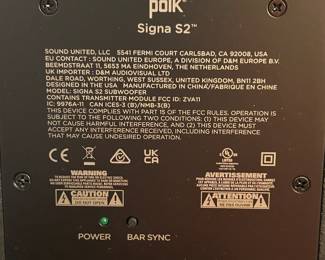 polk
Signa S2™
SOUND UNITED, LLC 5541 FERMI COURT CARLSBAD, CA 92008, USA
EU CONTACT : SOUND UNITED EUROPE, A DIVISION OF D&M EUROPE B.V.
BEEMDSTRAAT 11, 5653 MA EINDHOVEN, THE NETHERLANDS
UK IMPORTER : D&M AUDIOVISUAL LTD
DALE ROAD, WORTHING, WEST SUSSEX, UNITED KINGDOM, BN11 2BH
DESIGNED IN THE USA MANUFACTURED IN CHINA/FABRIQUE EN CHINE
MODEL: SIGNA S2 SUBWOOFER
CONTAINS TRANSMITTER MODULE FCC ID: ZVA11
IC: 9976A-11 CAN ICES-3 (B)/NMB-3(B)
THIS DEVICE COMPLIES WITH PART 15 OF THE FCC RULES. OPERATION IS
SUBJECT TO THE FOLLOWING TWO CONDITIONS: (1) THIS DEVICE MAY
NOT CAUSE HARMFUL INTERFERENCE, AND (2) THIS DEVICE MUST
ACCEPT ANY INTERFERENCE RECEIVED, INCLUDING INTERFERENCE THAT
MAY CAUSE UNDESIRED OPERATION.
CE UK CA UL
WARNING
AVERTISSEMENT
CAUTION
ATTENTION
POWER BAR SYNC